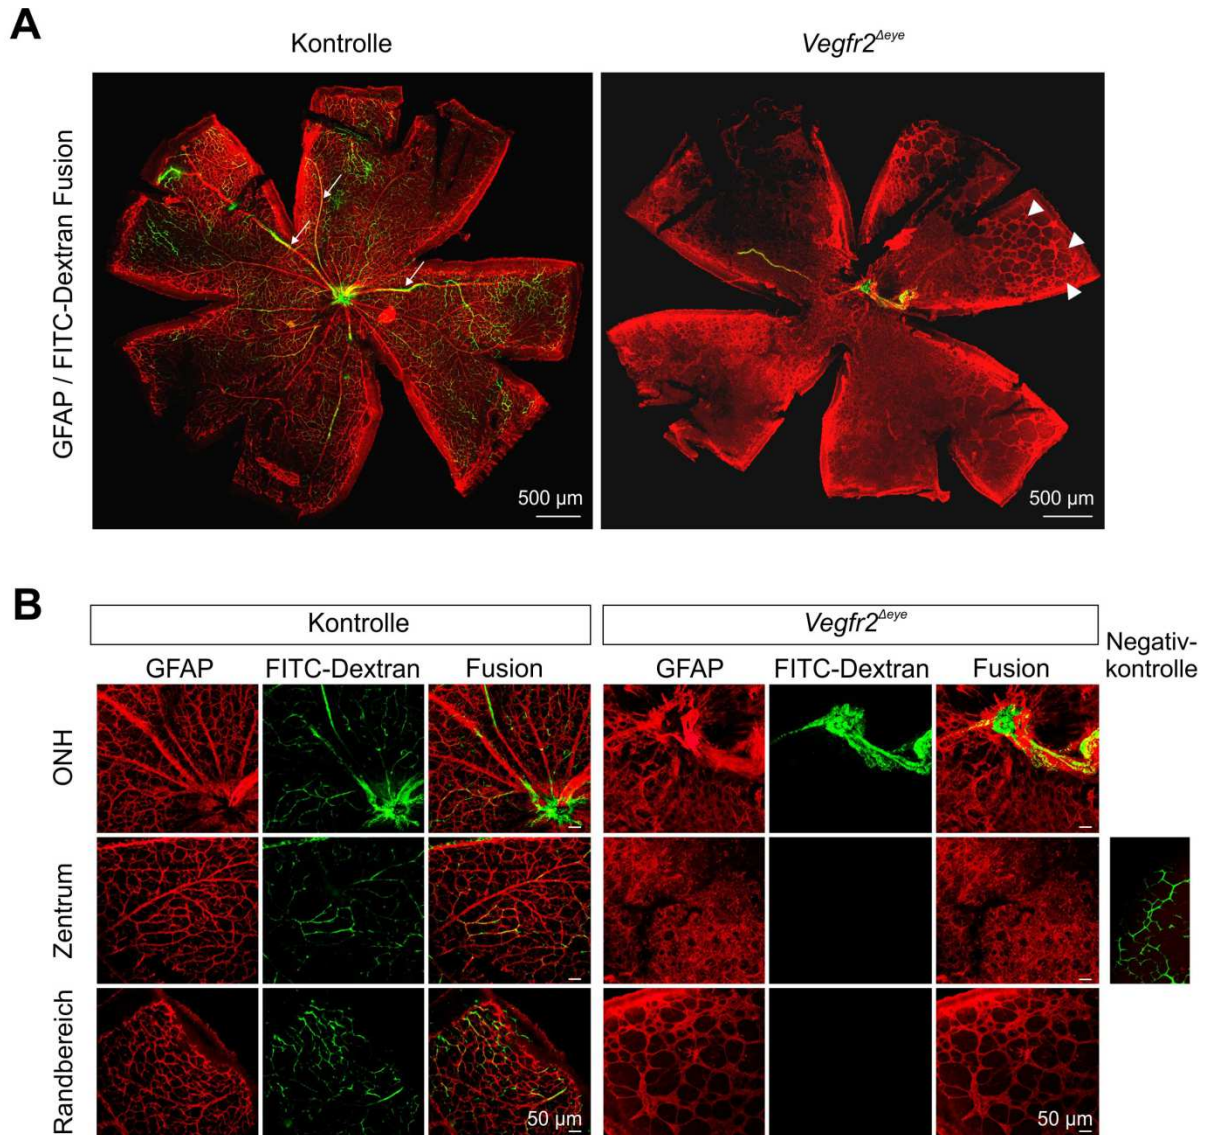 A
Kontrolle
Vegfr2^Δeye
GFAP / FITC-Dextran Fusion
500 µm
500 µm
B
Kontrolle
Vegfr2^Δeye
Negativ-
kontrolle
GFAP FITC-Dextran Fusion
GFAP FITC-Dextran Fusion
ONH
Zentrum
Randbereich
50 µm
50 µm